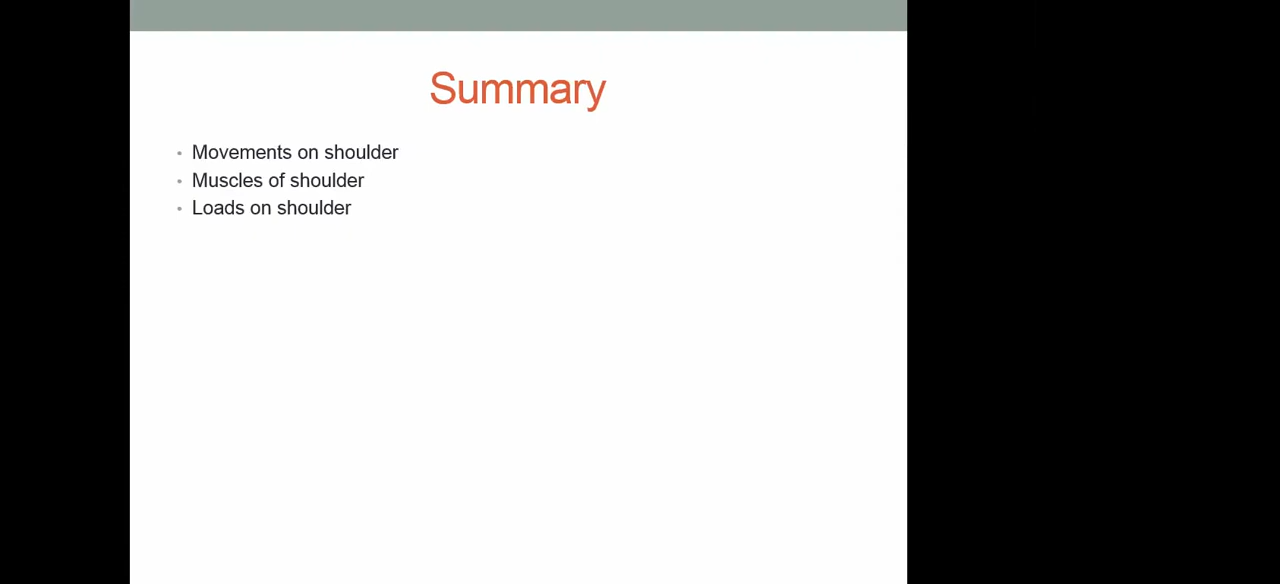 Summary
• Movements on shoulder
• Muscles of shoulder
• Loads on shoulder